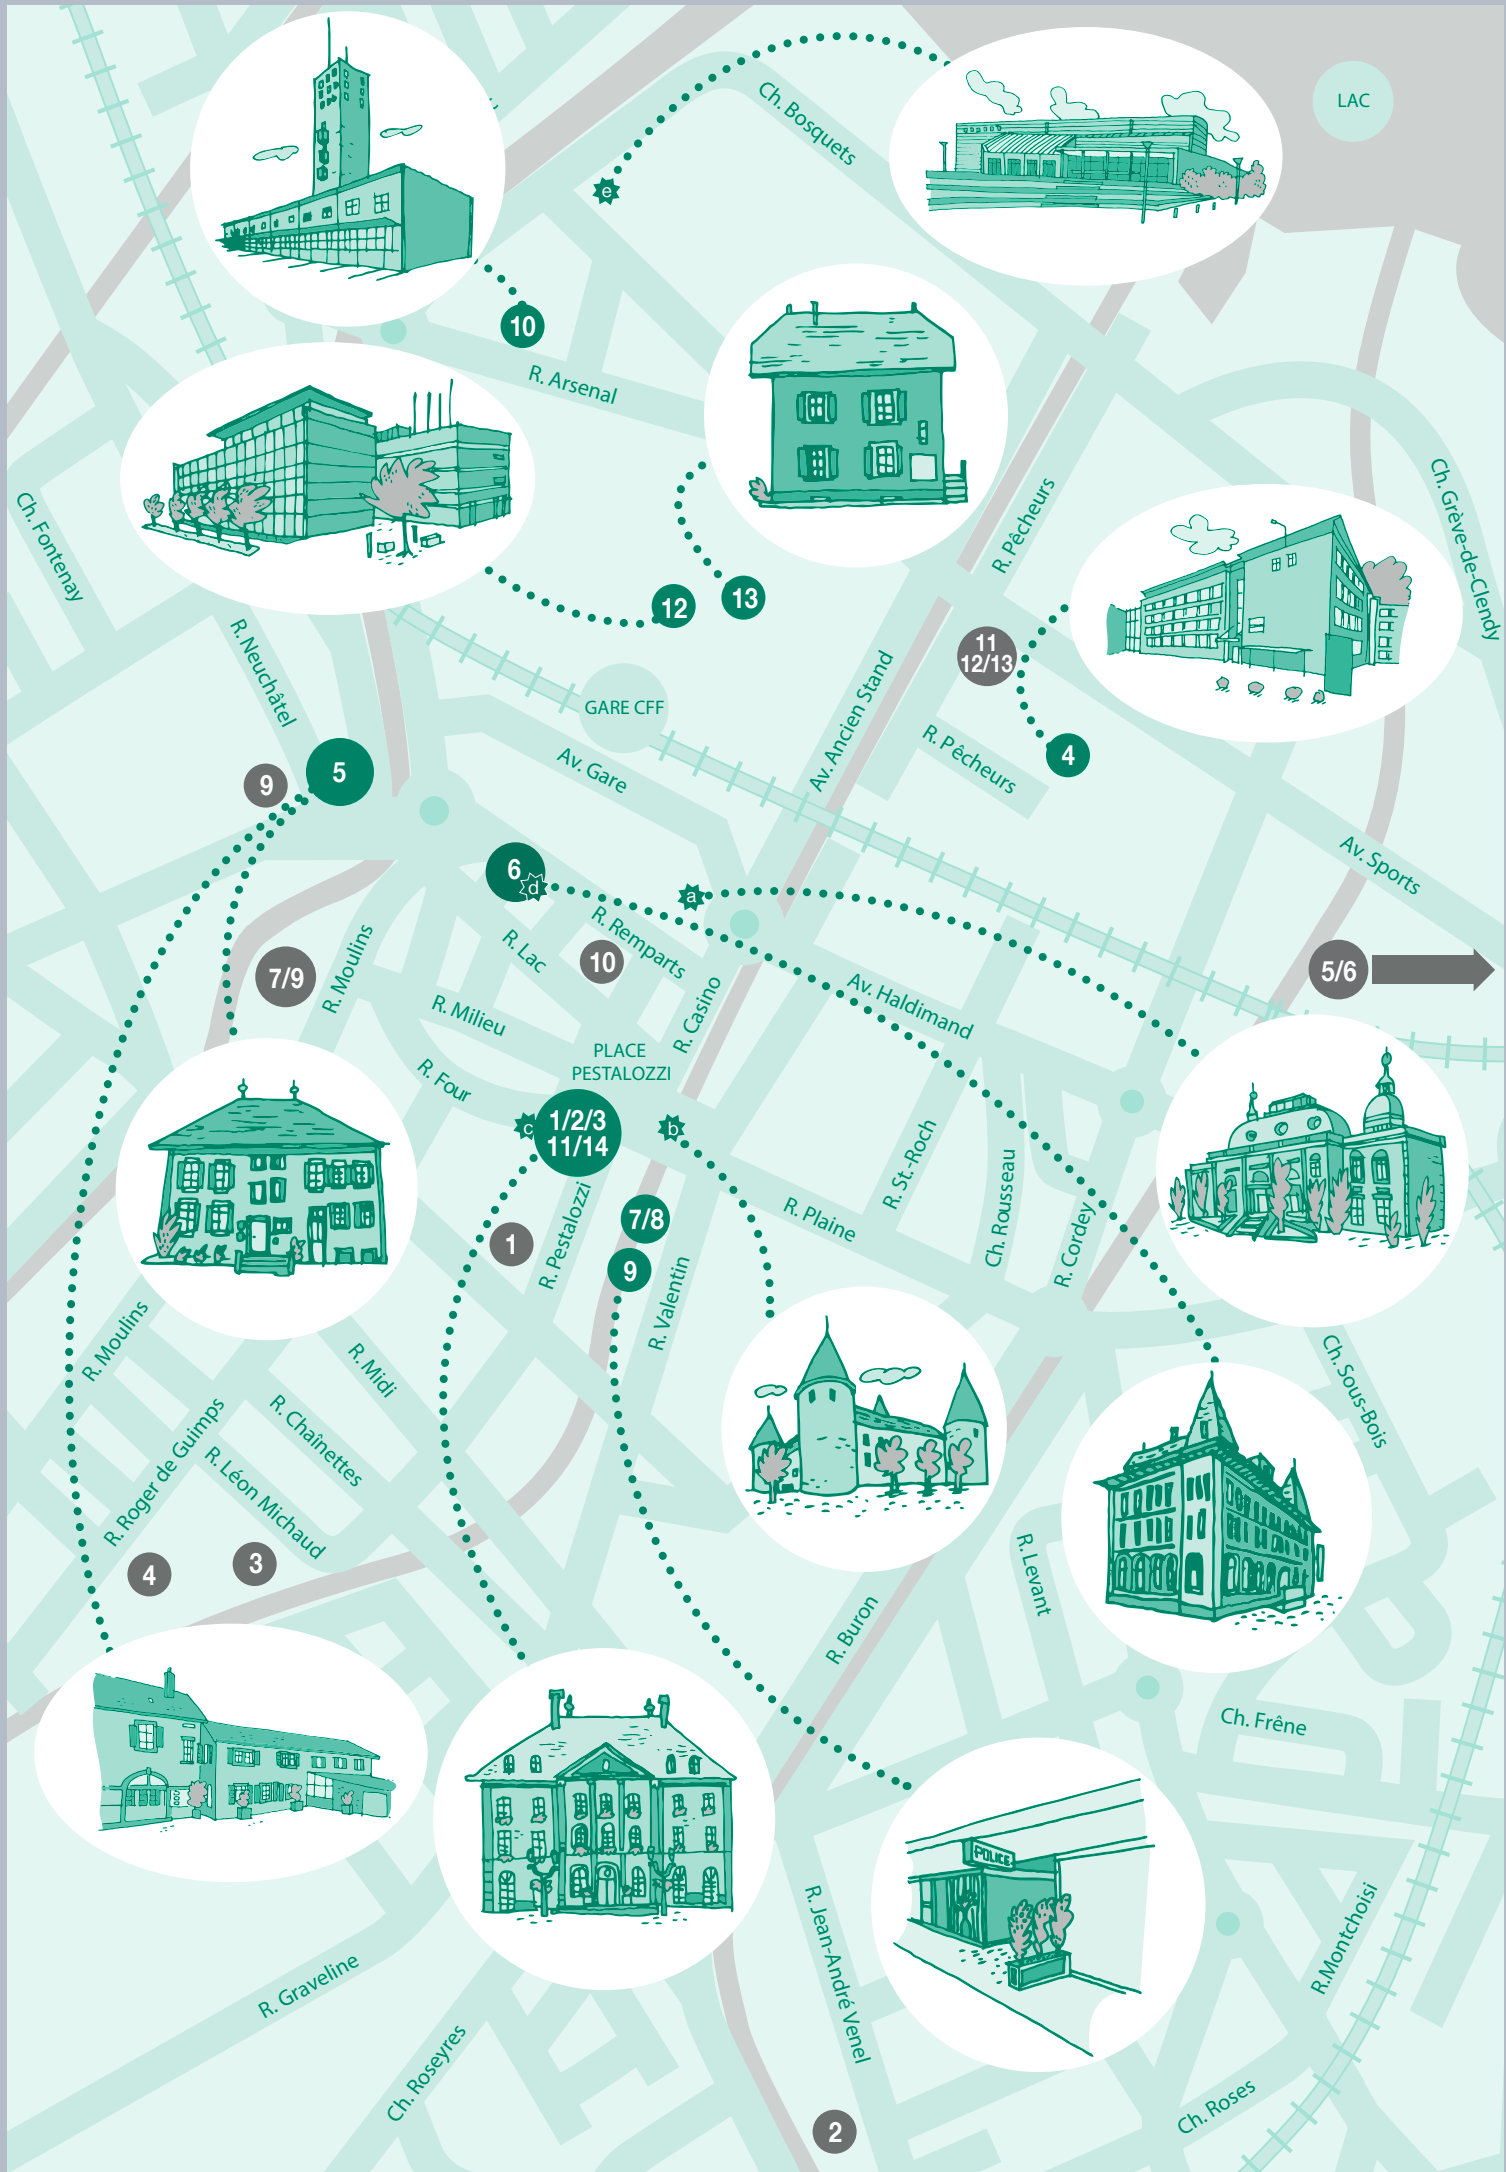 LAC
Ch. Bosquets
e
10
R. Arsenal
Ch. Fontenay
R. Pêcheurs
Ch. Grève-de-Clendy
12
13
R. Neuchâtel
11
12/13
GARE CFF
Av. Ancien Stand
R. Pêcheurs
4
Av. Gare
5
9
Av. Sports
6
d
a
R. Remparts
R. Lac
10
7/9
R. Moulins
5/6
R. Milieu
R. Casino
Av. Haldimand
PLACE
PESTALOZZI
R. Four
c
1/2/3
11/14
b
R. St.-Roch
Ch. Rousseau
R. Plaine
R. Cordey
7/8
1
R. Pestalozzi
9
R. Valentin
R. Moulins
R. Midi
Ch. Sous-Bois
R. Chaînettes
R. Roger de Guimps
R. Léon Michaud
4
3
R. Levant
R. Buron
Ch. Frêne
POLICE
R. Jean-André Venel
R.Montchoisi
R. Graveline
Ch. Roseyres
Ch. Roses
2